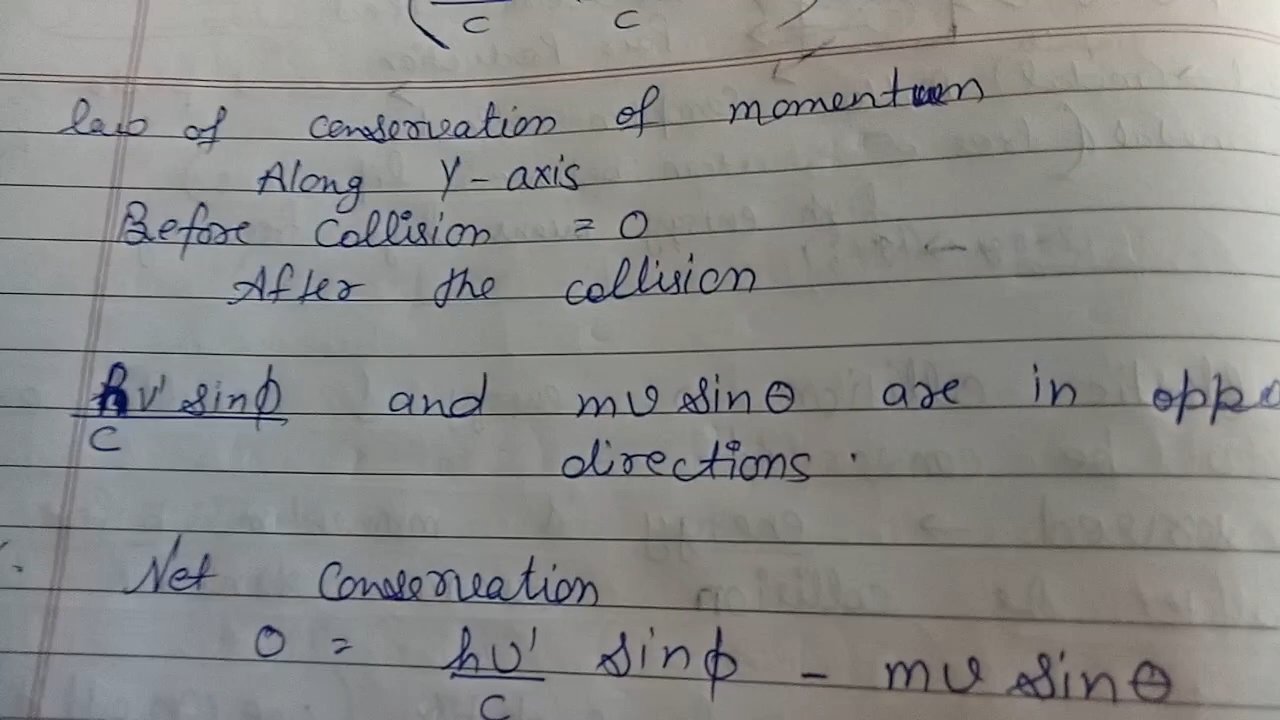 c c
law of conservation of momentum
Along Y-axis
Before Collision = 0
After the collision
hν' sinϕ / c and mv sinθ are in oppo
directions.
Net Conservation
0 = hν' / c sinϕ - mv sinθ